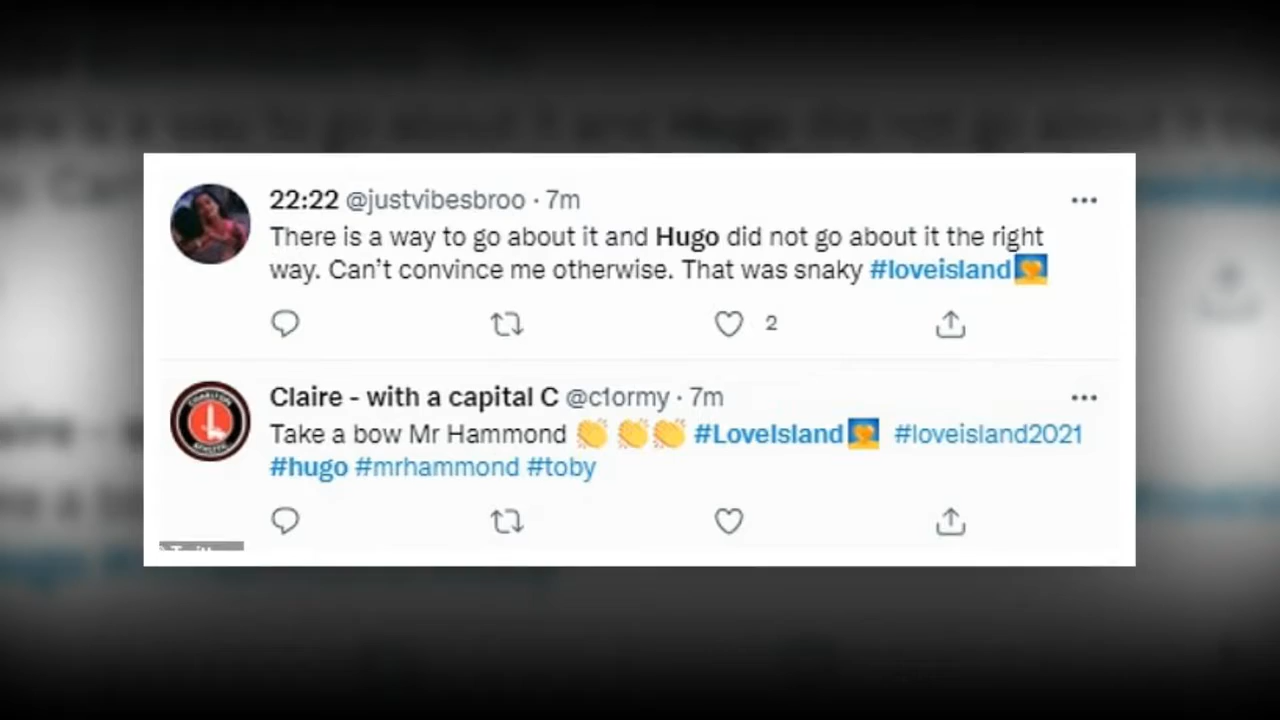 22:22 @justvibesbroo · 7m
There is a way to go about it and Hugo did not go about it the right
way. Can't convince me otherwise. That was snaky #loveisland
2
Claire - with a capital C @c1ormy · 7m
Take a bow Mr Hammond 👏 👏👏 #LoveIsland #loveisland2021
#hugo #mrhammond #toby